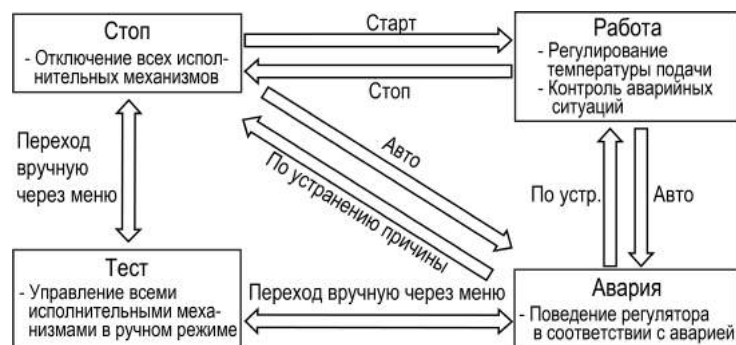 Стоп
- Отключение всех испол-
нительных механизмов
Старт
Стоп
Работа
- Регулирование
температуры подачи
- Контроль аварийных
ситуаций
Переход
вручную
через меню
Авто
По устранению причины
По устр.
Авто
Тест
- Управление всеми
исполнительными меха-
низмами в ручном режиме
Переход вручную через меню
Авария
- Поведение регулятора
в соответствии с аварией